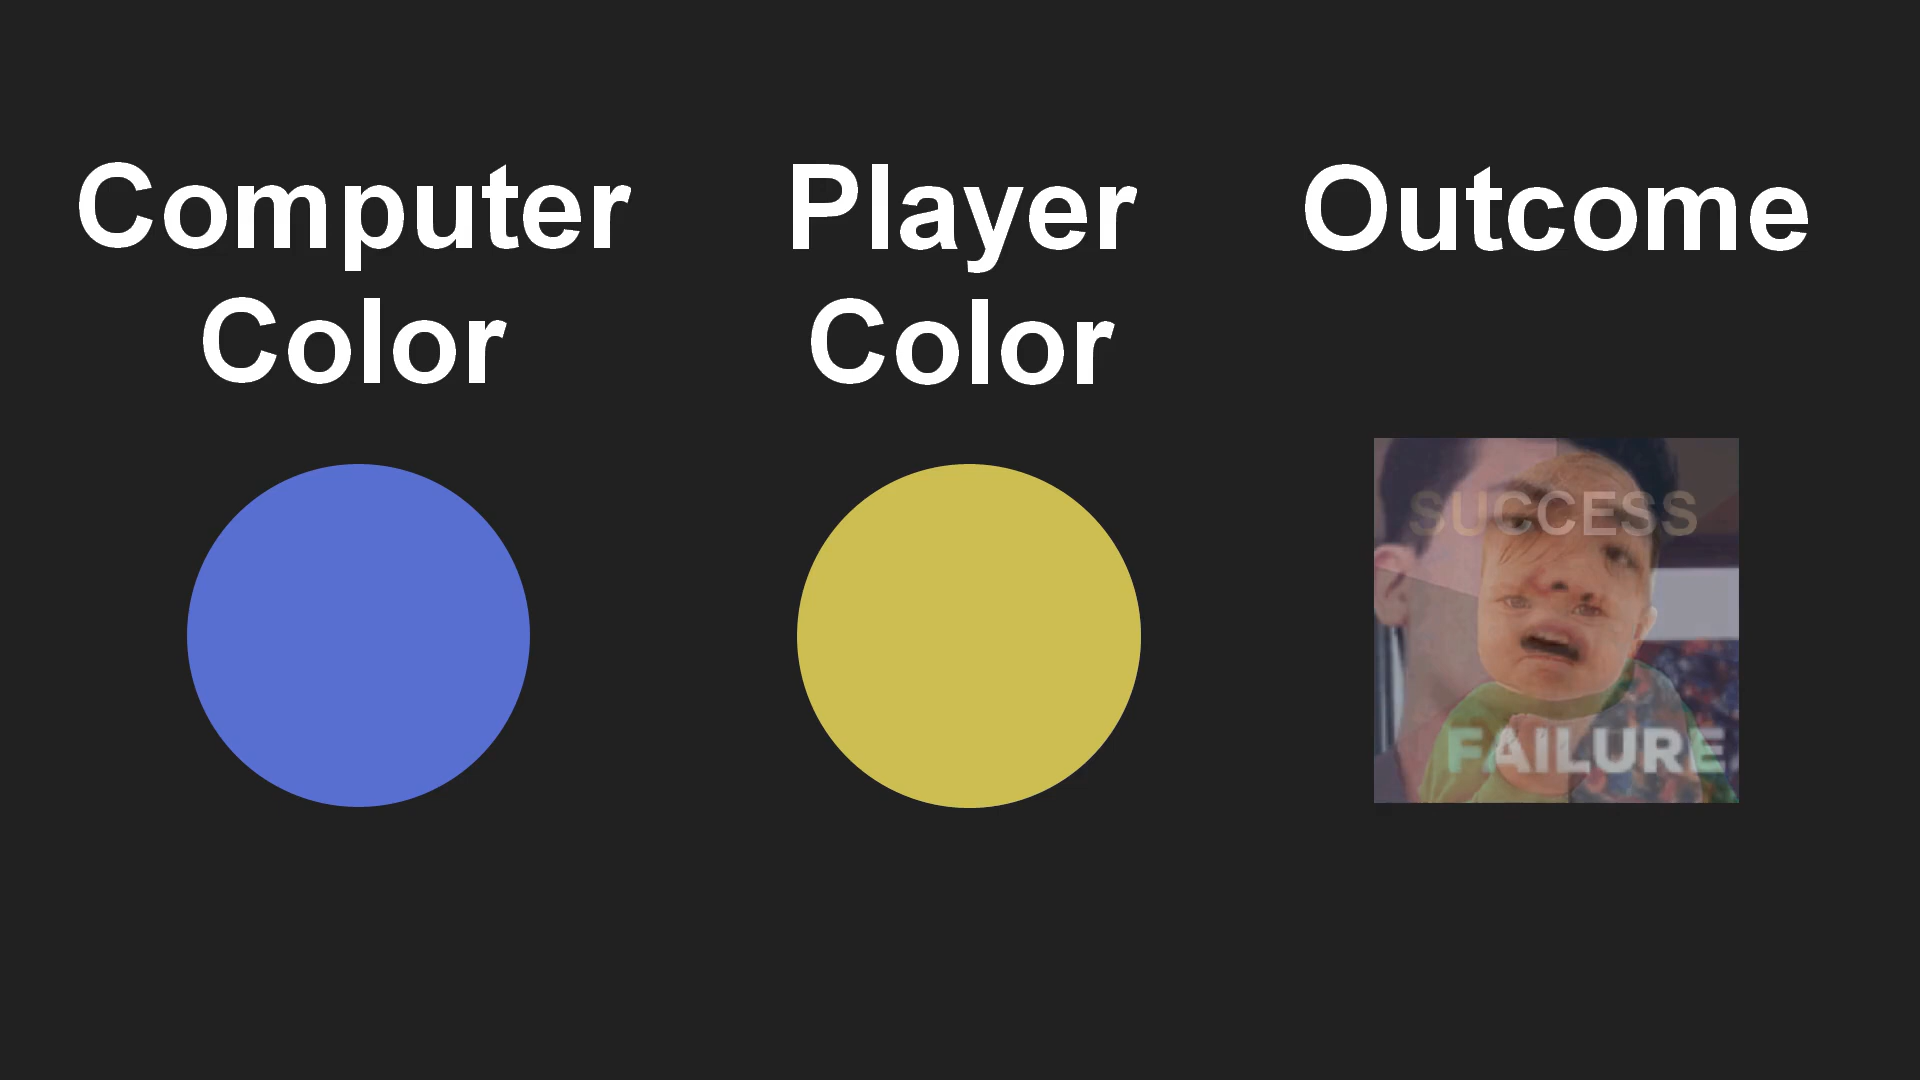 Computer
Color
Player
Color
Outcome
SUCCESS
FAILURE